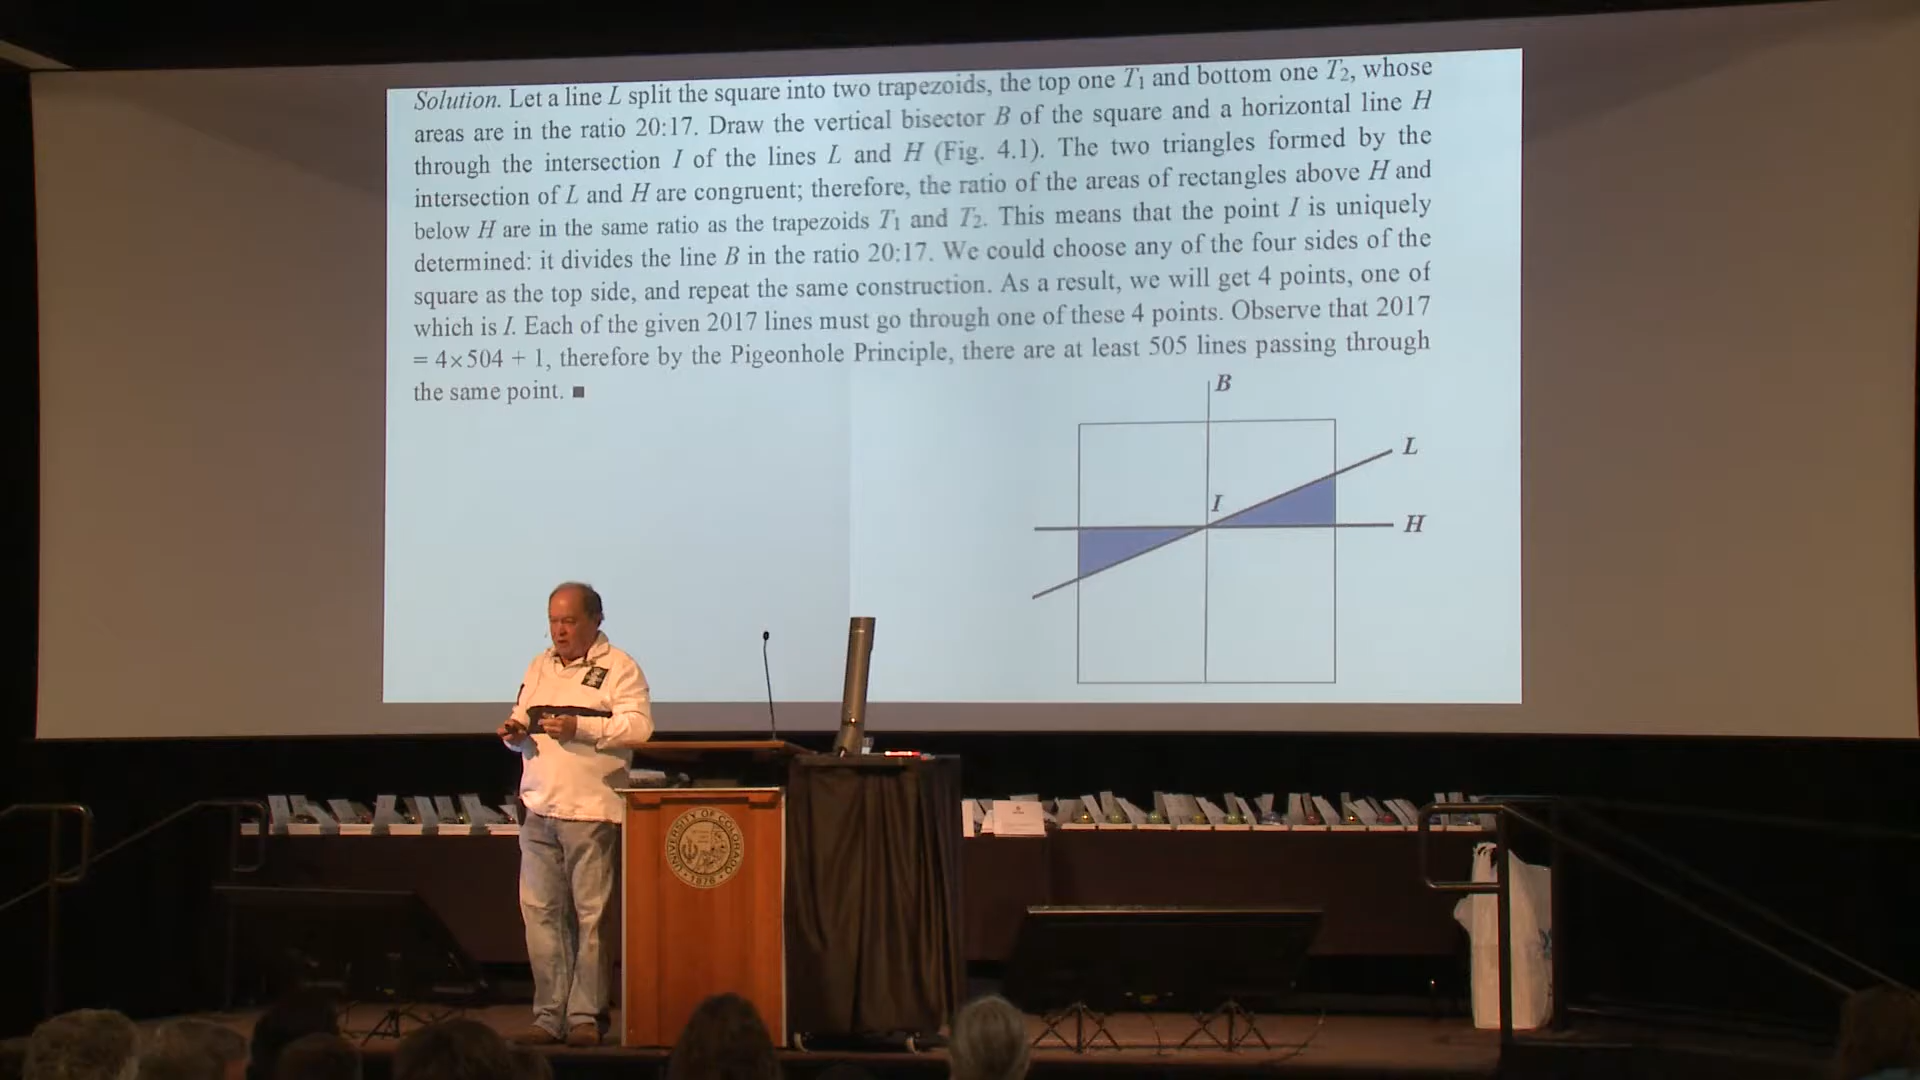 Solution. Let a line L split the square into two trapezoids, the top one T1 and bottom one T2, whose
areas are in the ratio 20:17. Draw the vertical bisector B of the square and a horizontal line H
through the intersection I of the lines L and H (Fig. 4.1). The two triangles formed by the
intersection of L and H are congruent; therefore, the ratio of the areas of rectangles above H and
below H are in the same ratio as the trapezoids T1 and T2. This means that the point I is uniquely
determined: it divides the line B in the ratio 20:17. We could choose any of the four sides of the
square as the top side, and repeat the same construction. As a result, we will get 4 points, one of
which is I. Each of the given 2017 lines must go through one of these 4 points. Observe that 2017
= 4×504 + 1, therefore by the Pigeonhole Principle, there are at least 505 lines passing through
the same point. ■
B
L
I
H
UNIVERSITY OF COLORADO
1876